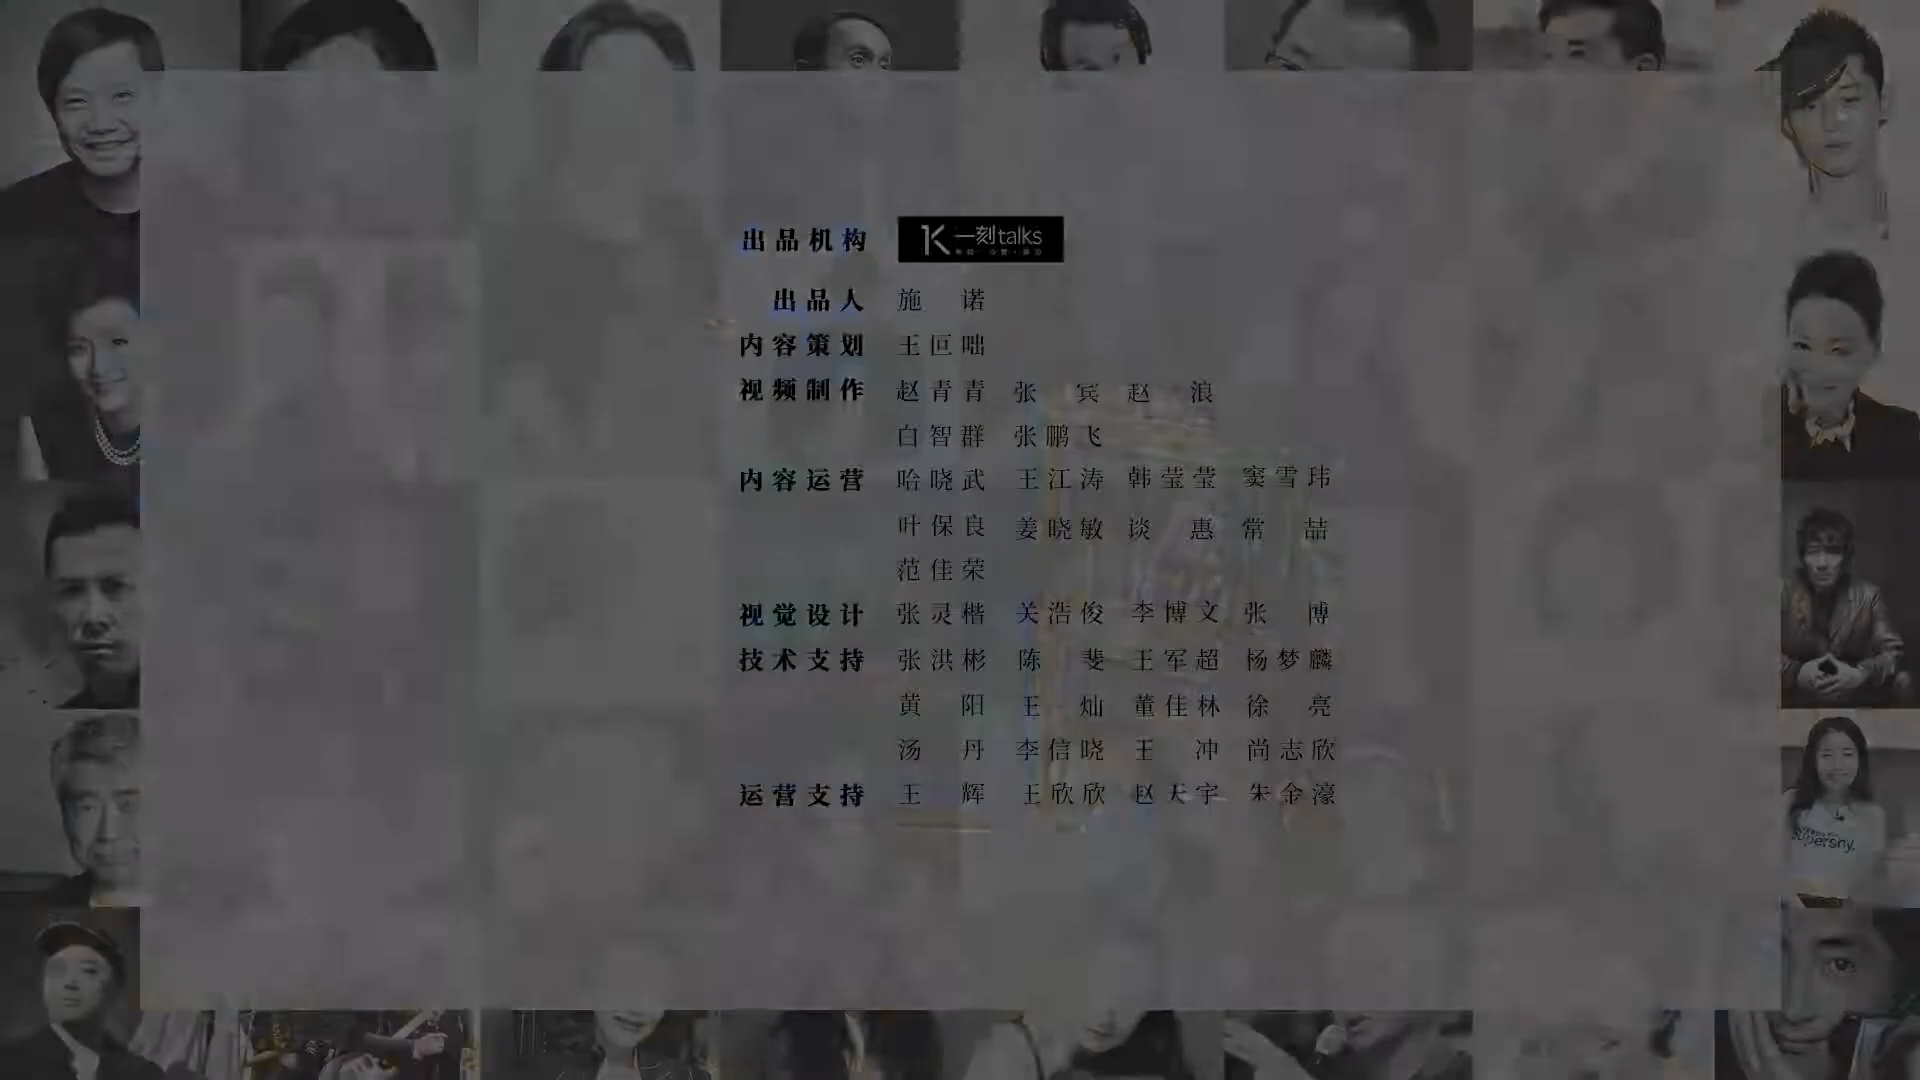 出品机构 一刻talks
出品人 施诺
内容策划 王叵咄
视频制作 赵青青 张宾 赵浪
白智群 张鹏飞
内容运营 哈晓武 王江涛 韩莹莹 窦雪玮
叶保良 姜晓敏 谈惠 常喆
范佳荣
视觉设计 张灵楷 关浩俊 李博文 张博
技术支持 张洪彬 陈斐 王军超 杨梦麟
黄阳 王灿 董佳林 徐亮
汤丹 李信晓 王冲 尚志欣
运营支持 王辉 王欣欣 赵天宇 朱金濠